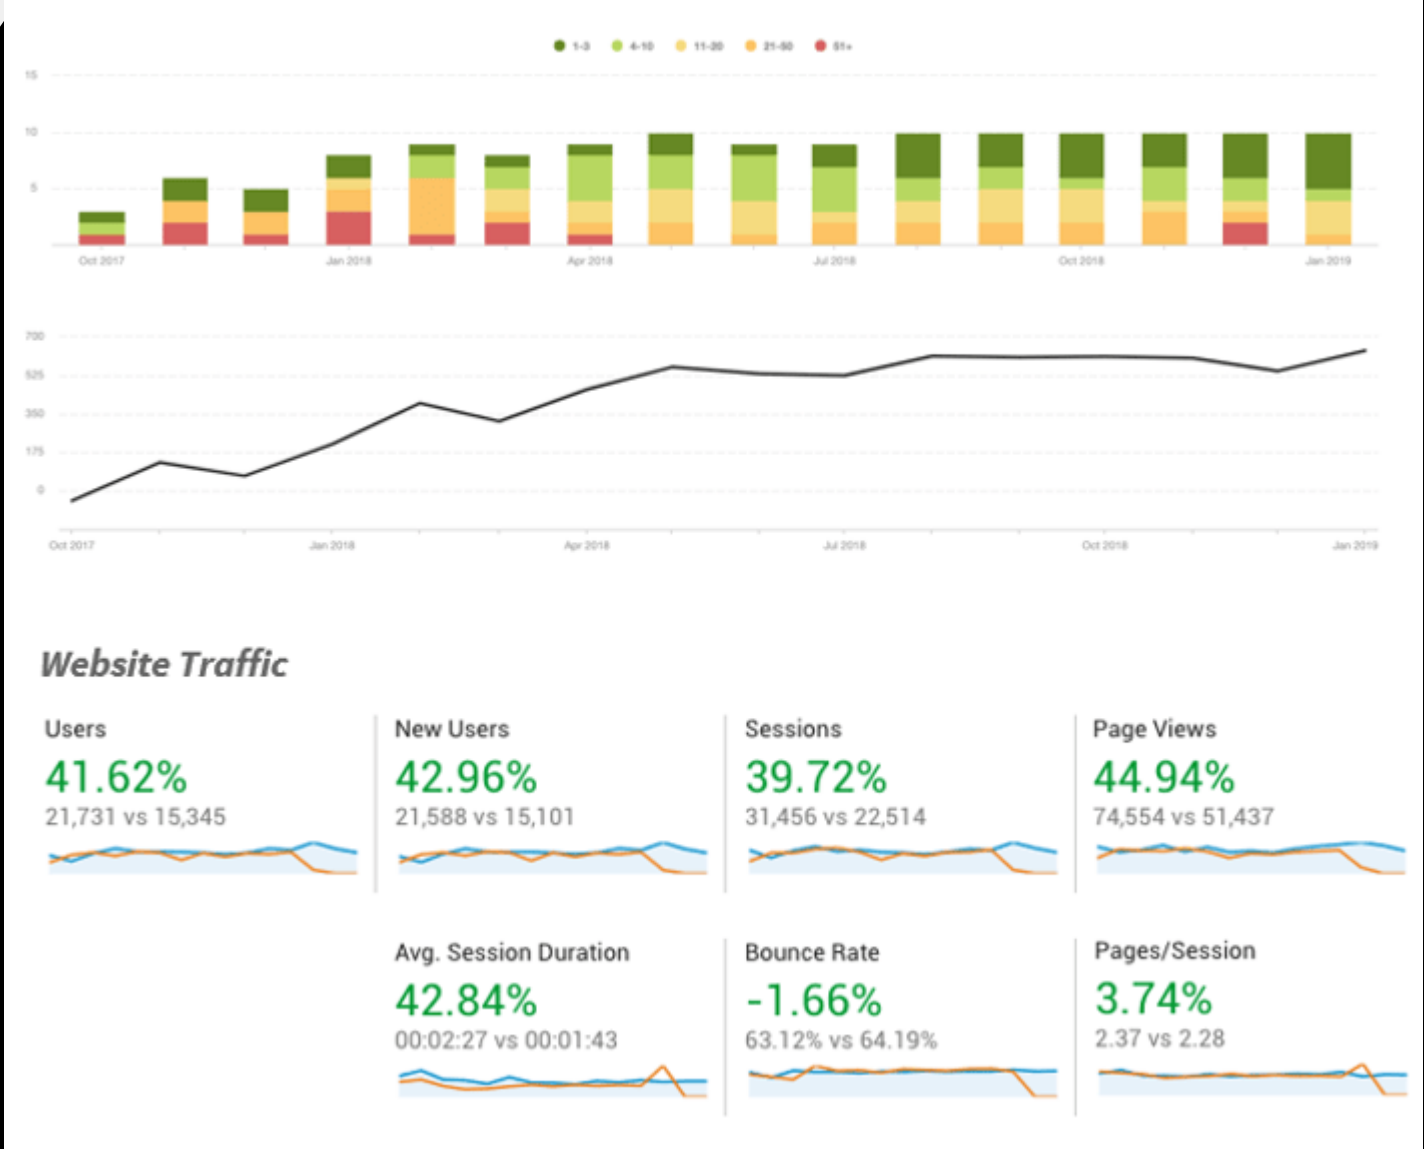 1-3 4-10 11-20 21-50 51+
15
10
5
Oct 2017 Jan 2018 Apr 2018 Jul 2018 Oct 2018 Jan 2019
700
525
350
175
0
Oct 2017 Jan 2018 Apr 2018 Jul 2018 Oct 2018 Jan 2019
Website Traffic
Users
41.62%
21,731 vs 15,345
New Users
42.96%
21,588 vs 15,101
Sessions
39.72%
31,456 vs 22,514
Page Views
44.94%
74,554 vs 51,437
Avg. Session Duration
42.84%
00:02:27 vs 00:01:43
Bounce Rate
-1.66%
63.12% vs 64.19%
Pages/Session
3.74%
2.37 vs 2.28